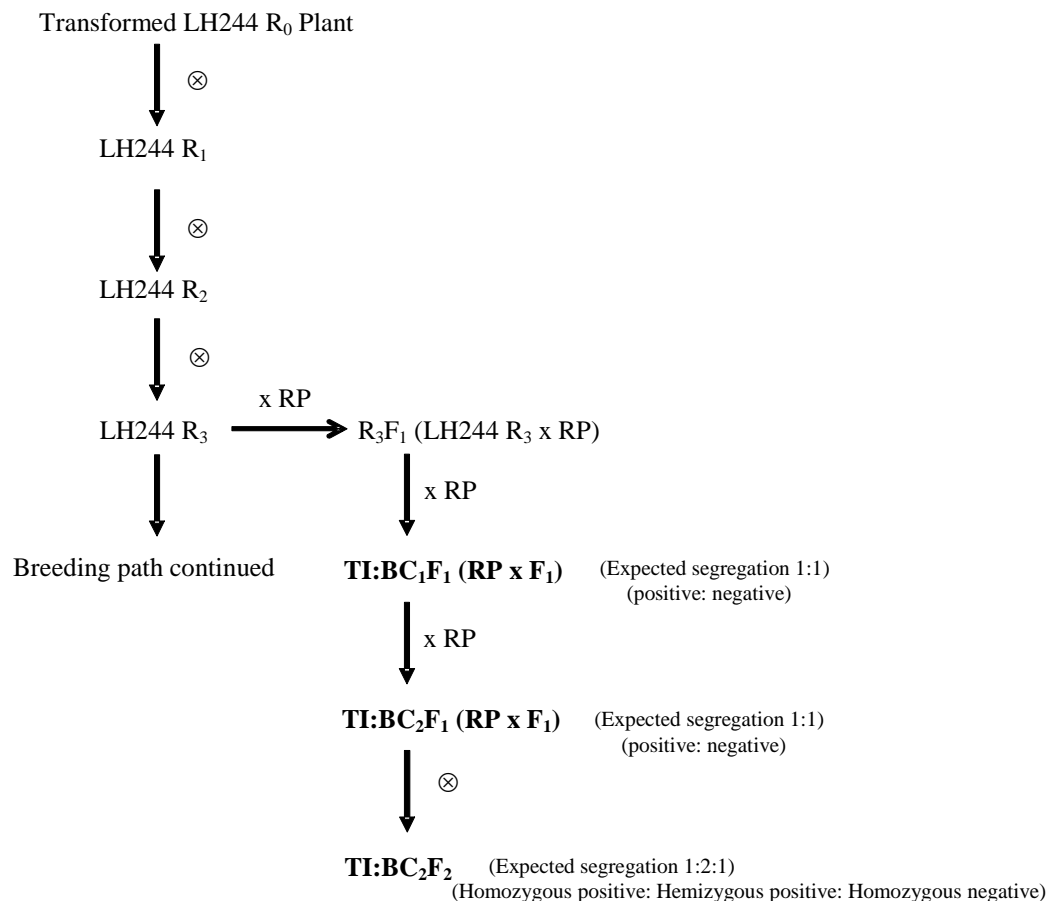 Transformed LH244 R₀ Plant
⊗
LH244 R₁
⊗
LH244 R₂
⊗
x RP
LH244 R₃
R₃F₁ (LH244 R₃ x RP)
x RP
Breeding path continued
TI:BC₁F₁ (RP x F₁) (Expected segregation 1:1)
(positive: negative)
x RP
TI:BC₂F₁ (RP x F₁) (Expected segregation 1:1)
(positive: negative)
⊗
TI:BC₂F₂ (Expected segregation 1:2:1)
(Homozygous positive: Hemizygous positive: Homozygous negative)